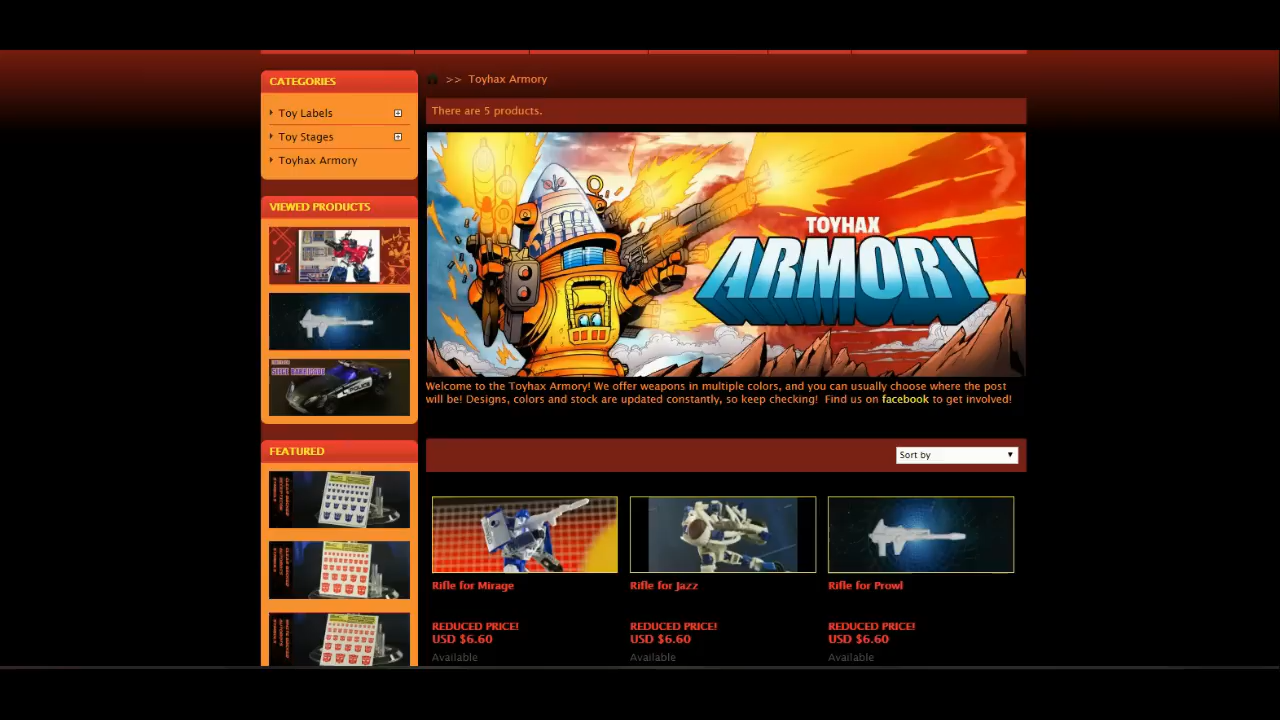 CATEGORIES
Toy Labels
Toy Stages
Toyhax Armory
VIEWED PRODUCTS
POLICE
FEATURED
>> Toyhax Armory
There are 5 products.
TOYHAX
ARMORY
Welcome to the Toyhax Armory! We offer weapons in multiple colors, and you can usually choose where the post
will be! Designs, colors and stock are updated constantly, so keep checking! Find us on facebook to get involved!
Sort by
Rifle for Mirage
Rifle for Jazz
Rifle for Prowl
REDUCED PRICE!
REDUCED PRICE!
REDUCED PRICE!
USD $6.60
USD $6.60
USD $6.60
Available
Available
Available